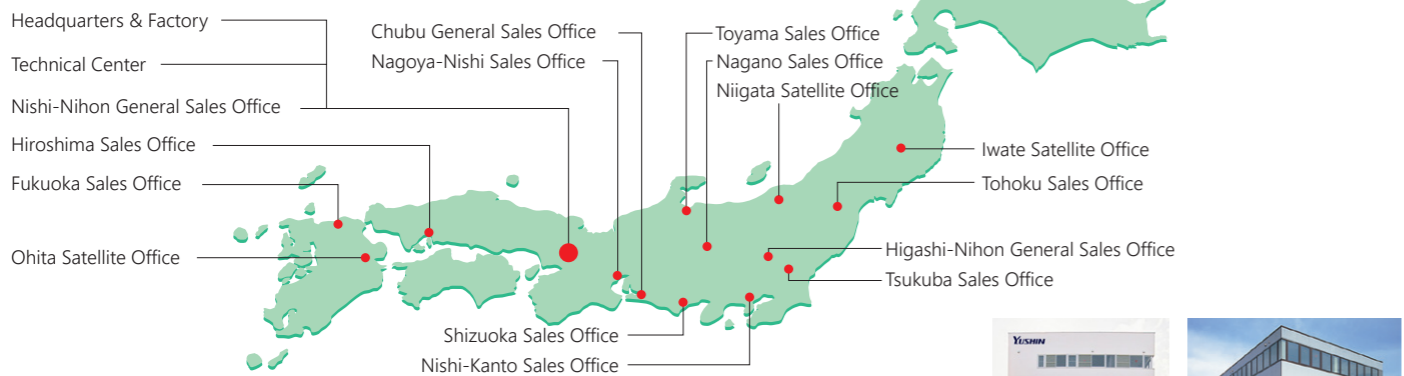 Headquarters & Factory
Technical Center
Nishi-Nihon General Sales Office
Hiroshima Sales Office
Fukuoka Sales Office
Ohita Satellite Office
Chubu General Sales Office
Nagoya-Nishi Sales Office
Toyama Sales Office
Nagano Sales Office
Niigata Satellite Office
Iwate Satellite Office
Tohoku Sales Office
Higashi-Nihon General Sales Office
Tsukuba Sales Office
Shizuoka Sales Office
Nishi-Kanto Sales Office
YUSHIN